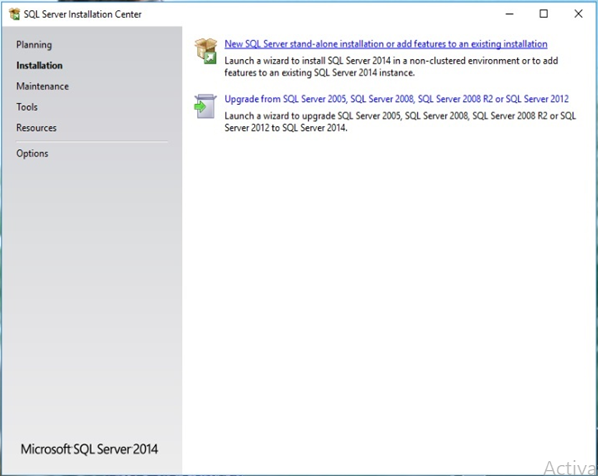 SQL Server Installation Center
Planning
Installation
Maintenance
Tools
Resources
Options
New SQL Server stand-alone installation or add features to an existing installation
Launch a wizard to install SQL Server 2014 in a non-clustered environment or to add
features to an existing SQL Server 2014 instance.
Upgrade from SQL Server 2005, SQL Server 2008, SQL Server 2008 R2 or SQL Server 2012
Launch a wizard to upgrade SQL Server 2005, SQL Server 2008, SQL Server 2008 R2 or SQL
Server 2012 to SQL Server 2014.
Microsoft SQL Server 2014
Activa